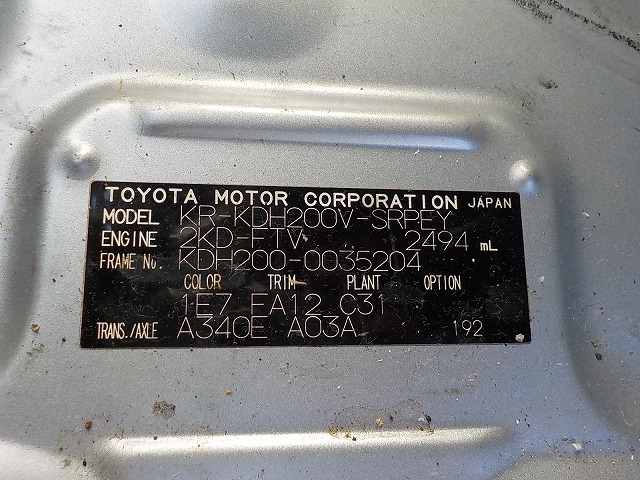 TOYOTA MOTOR CORPORATION JAPAN
MODEL KR-KDH200V-SRPEY
ENGINE 2KD-FTV 2494 mL
FRAME No. KDH200-0035204
COLOR TRIM PLANT OPTION
1E7 FA12 C31
TRANS./AXLE A340E A03A 192